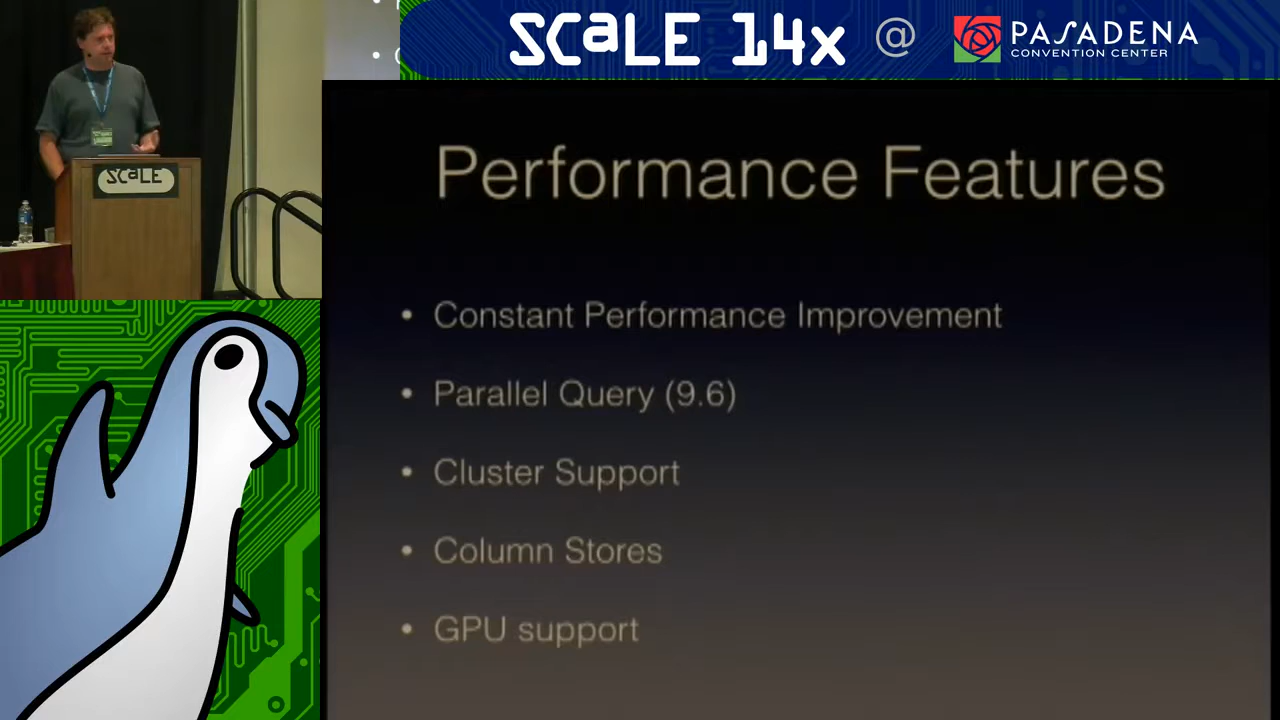 SCaLE 14x @ PASADENA
CONVENTION CENTER
SCaLE
Performance Features
• Constant Performance Improvement
• Parallel Query (9.6)
• Cluster Support
• Column Stores
• GPU support